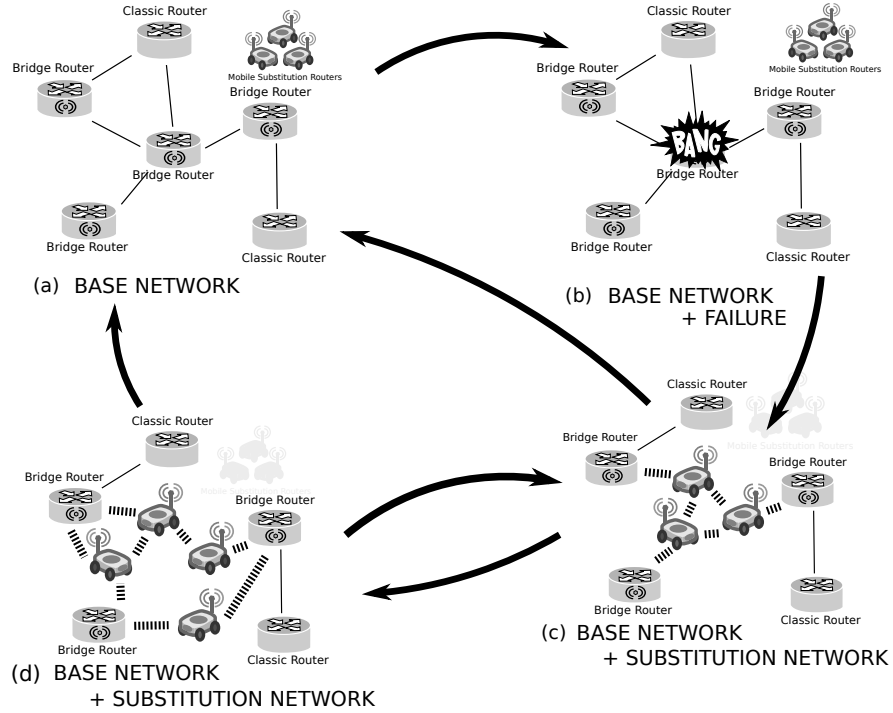 Classic Router
Bridge Router
Mobile Substitution Routers
Bridge Router
Bridge Router
Bridge Router
Classic Router
(a) BASE NETWORK
Classic Router
Bridge Router
Mobile Substitution Routers
Bridge Router
BANG
Bridge Router
Bridge Router
Classic Router
(b) BASE NETWORK
+ FAILURE
Classic Router
Mobile Substitution Routers
Bridge Router
Bridge Router
Bridge Router
Classic Router
(c) BASE NETWORK
+ SUBSTITUTION NETWORK
Classic Router
Bridge Router
Mobile Substitution Routers
Bridge Router
Bridge Router
Classic Router
(d) BASE NETWORK
+ SUBSTITUTION NETWORK